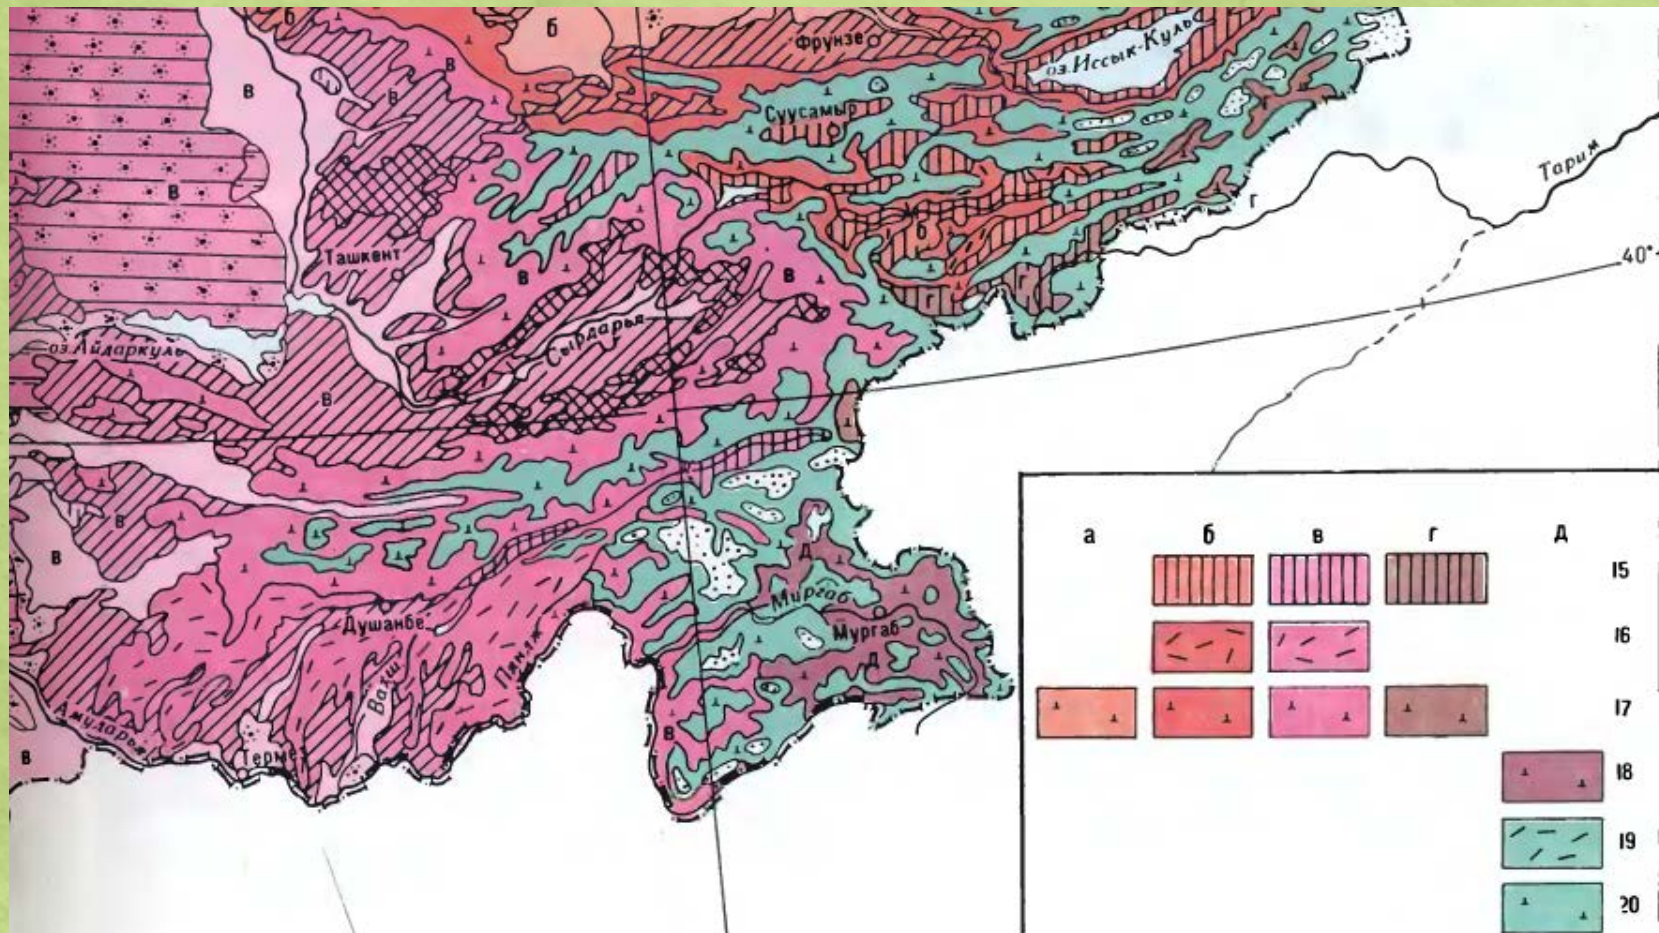 б
б
Фрунзе
оз. Иссык-Куль
в
в
в
Суусамыр
в
Тарим
г
б
Ташкент
в
в
40°
г
Сырдарья
оз. Айдаркуль
в
в
в
Д
Мургаб
Душанбе
Мургаб
Д
Пяндж
Вахш
Амударья
в
в
Термез
а б в г д
15
16
17
18
19
20